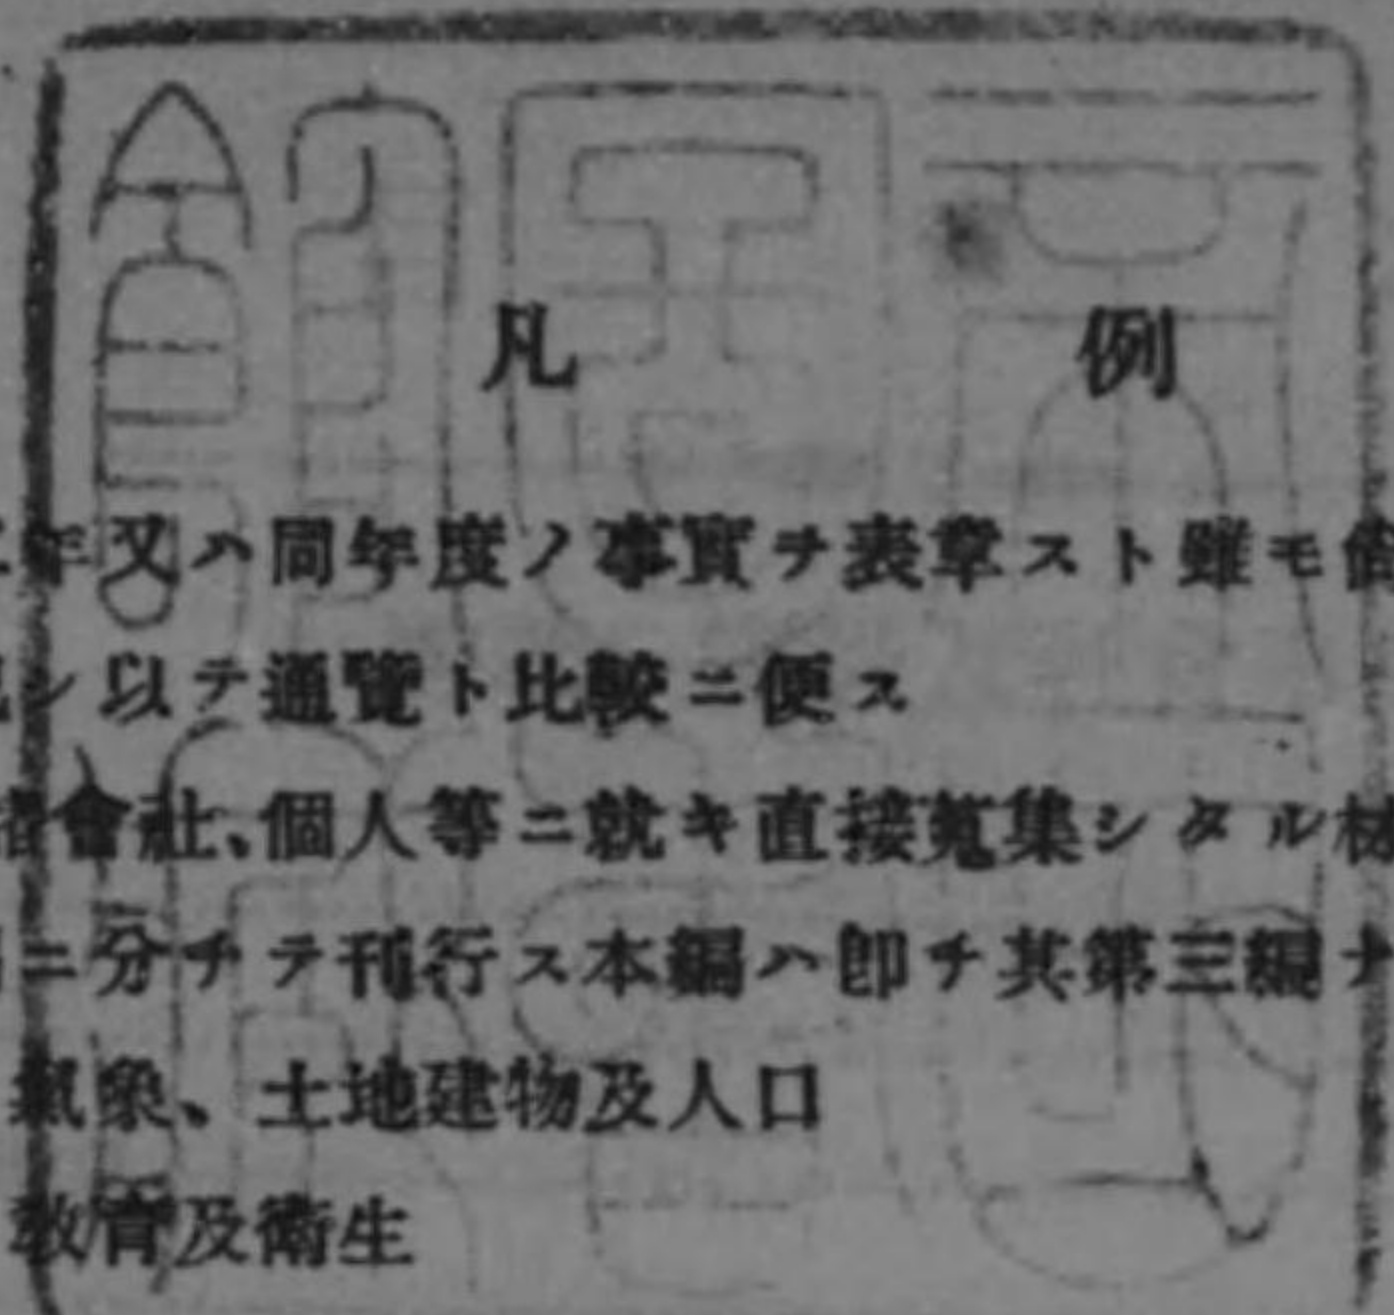 凡例
年又ハ同年度ノ事實ヲ表章スト雖モ
シ以テ通覽ト比較ニ便ス
會社、個人等ニ就キ直接蒐集シタル材
ニ分チテ刊行ス本編ハ卽チ其第三編ナ
氣象、土地建物及人口
敎育及衛生